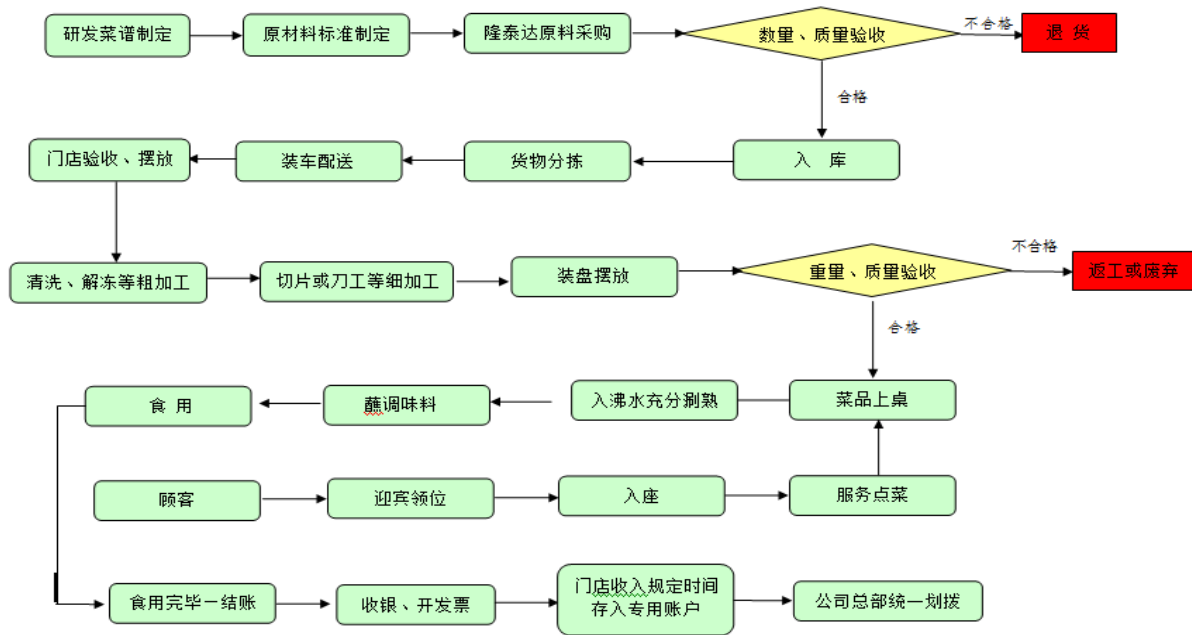 研发菜谱制定
原材料标准制定
隆泰达原料采购
数量、质量验收
不合格
退 货
合格
门店验收、摆放
装车配送
货物分拣
入 库
清洗、解冻等粗加工
切片或刀工等细加工
装盘摆放
重量、质量验收
不合格
返工或废弃
合格
食 用
蘸调味料
入沸水充分涮熟
菜品上桌
顾客
迎宾领位
入座
服务点菜
食用完毕－结账
收银、开发票
门店收入规定时间
存入专用账户
公司总部统一划拨